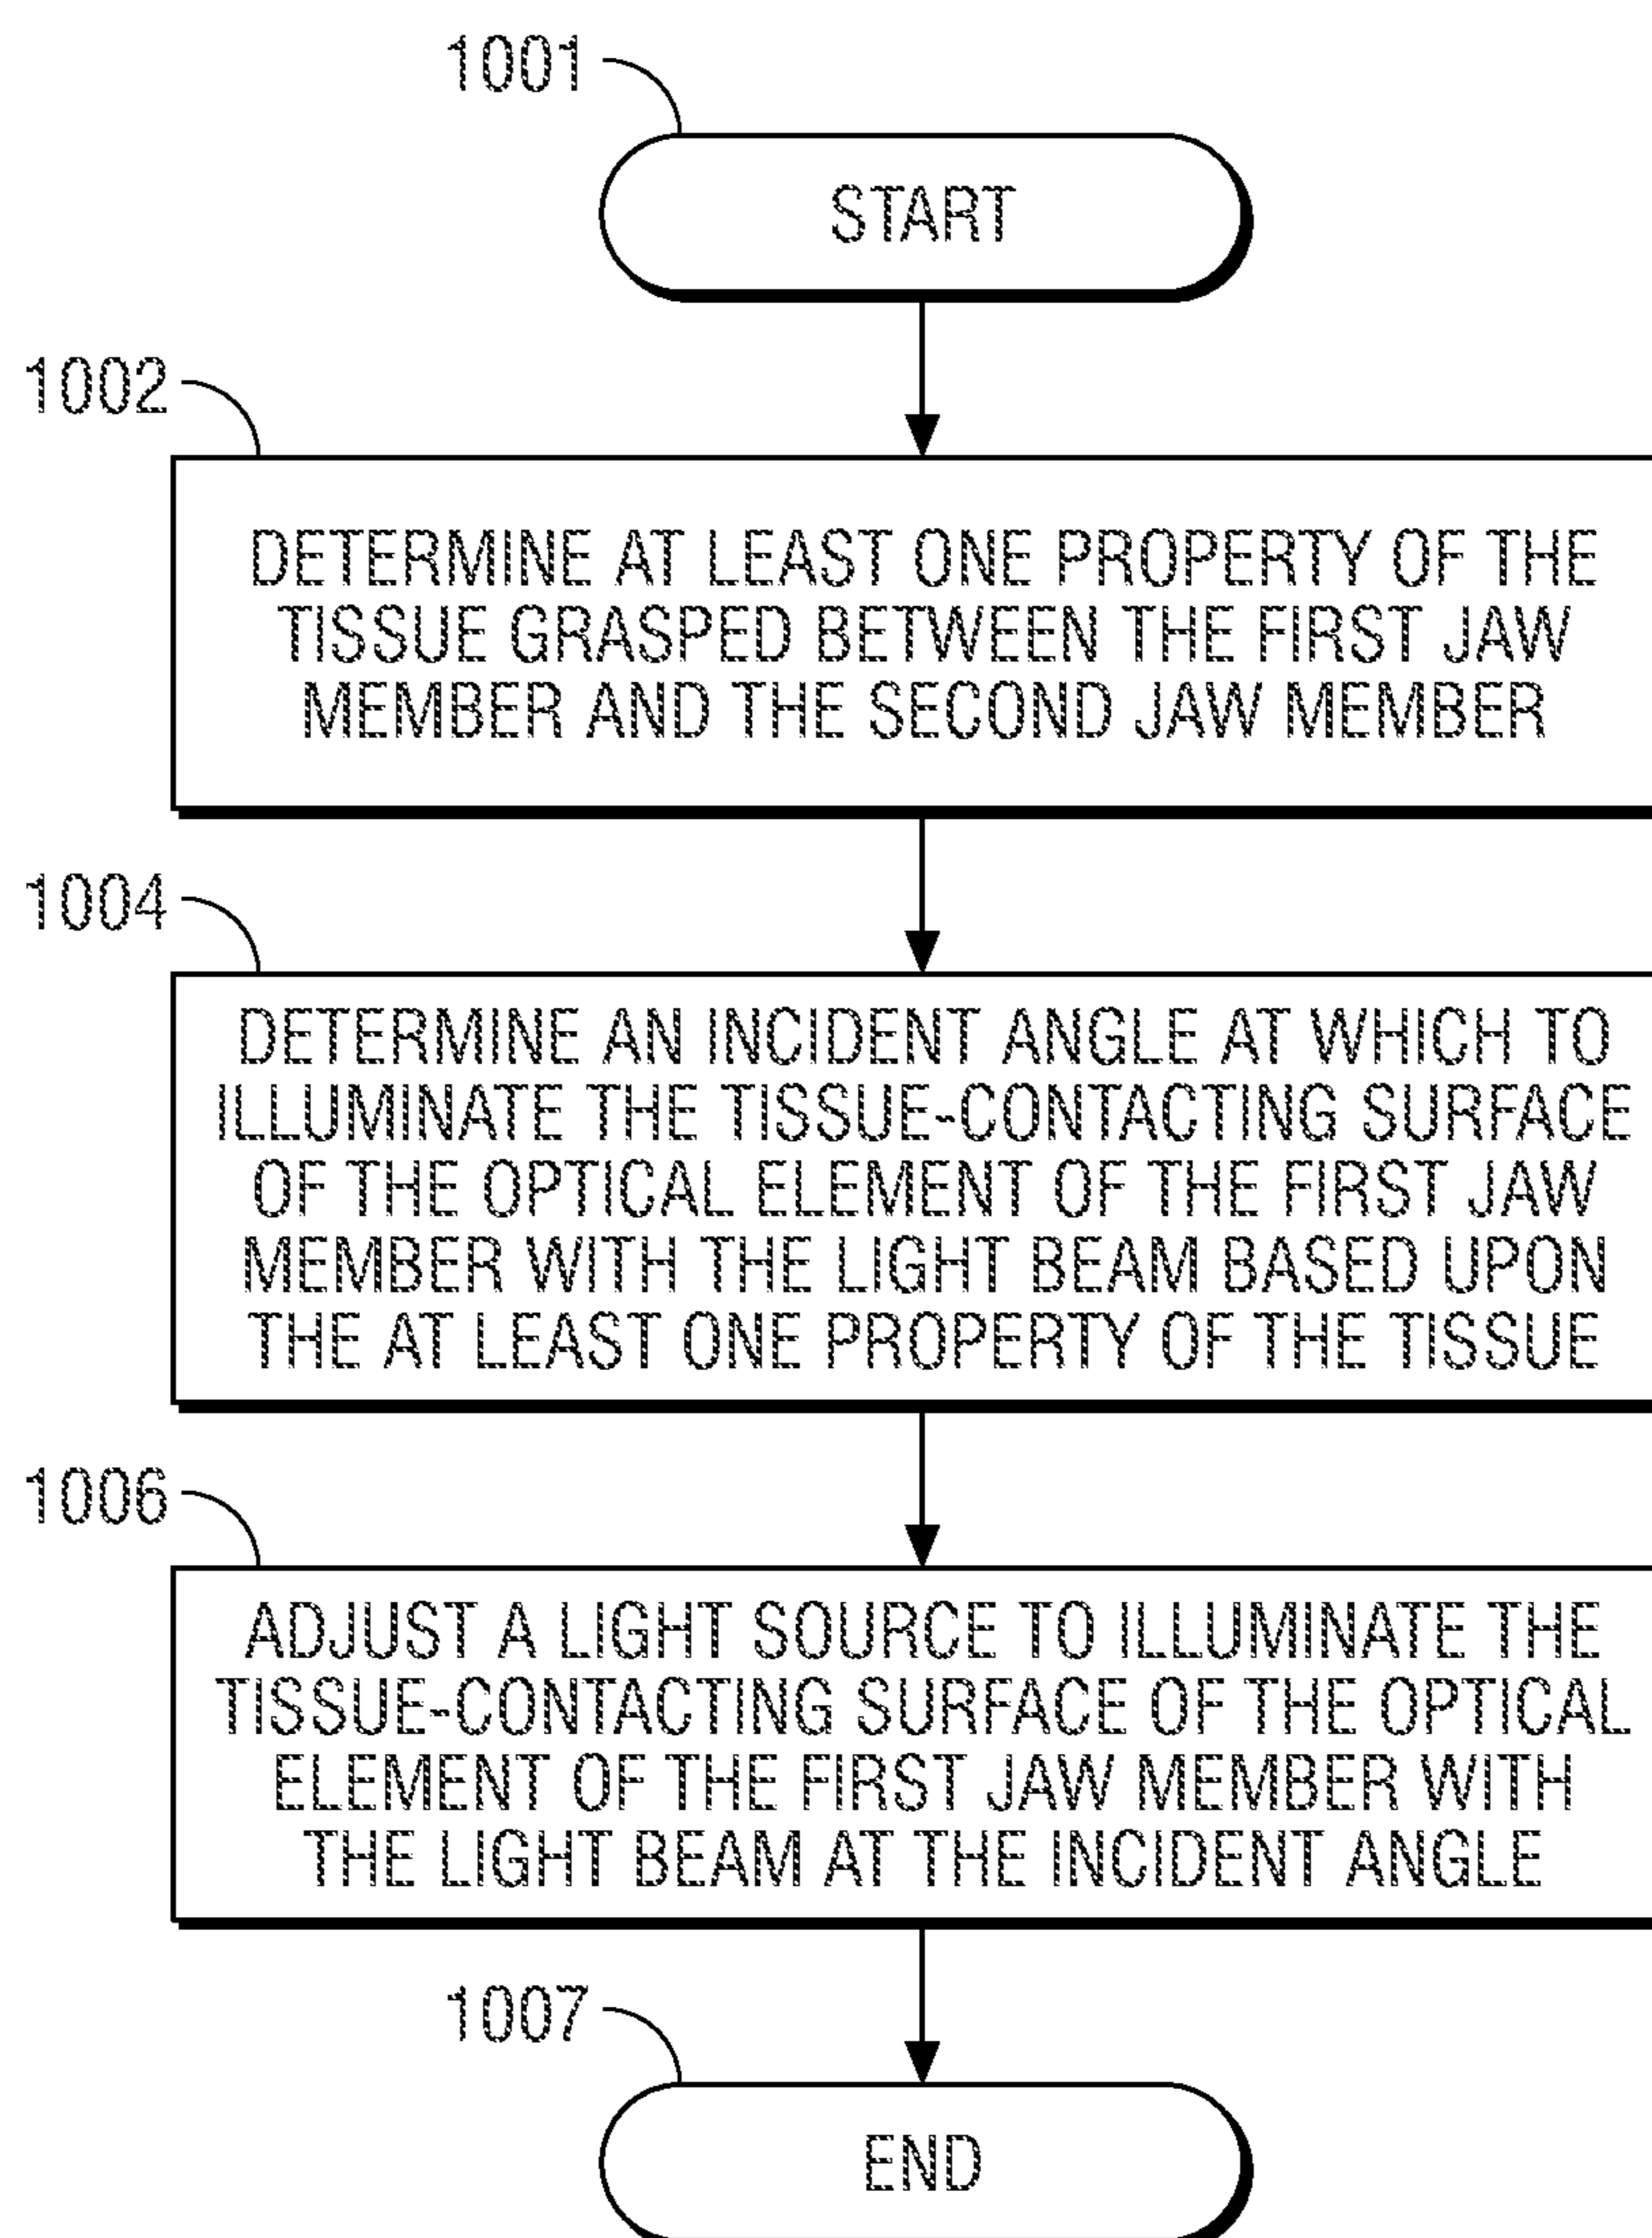 1001
START
1002
DETERMINE AT LEAST ONE PROPERTY OF THE
TISSUE GRASPED BETWEEN THE FIRST JAW
MEMBER AND THE SECOND JAW MEMBER
1004
DETERMINE AN INCIDENT ANGLE AT WHICH TO
ILLUMINATE THE TISSUE-CONTACTING SURFACE
OF THE OPTICAL ELEMENT OF THE FIRST JAW
MEMBER WITH THE LIGHT BEAM BASED UPON
THE AT LEAST ONE PROPERTY OF THE TISSUE
1006
ADJUST A LIGHT SOURCE TO ILLUMINATE THE
TISSUE-CONTACTING SURFACE OF THE OPTICAL
ELEMENT OF THE FIRST JAW MEMBER WITH
THE LIGHT BEAM AT THE INCIDENT ANGLE
1007
END